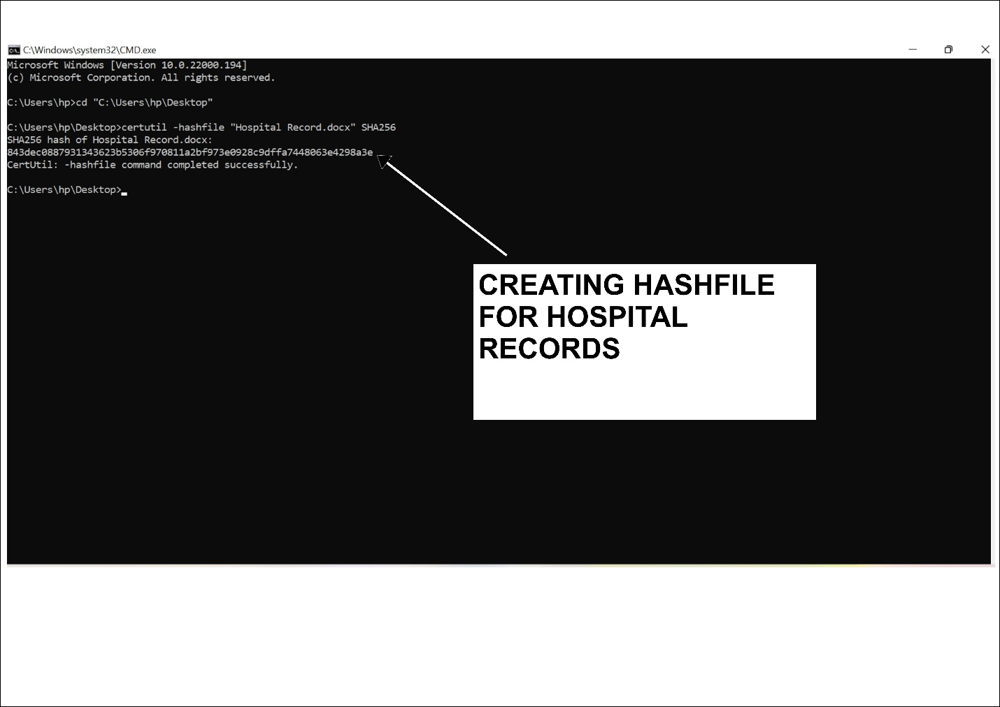 C:\Windows\system32\CMD.exe
Microsoft Windows [Version 10.0.22000.194]
(c) Microsoft Corporation. All rights reserved.
C:\Users\hp>cd "C:\Users\hp\Desktop"
C:\Users\hp\Desktop>certutil -hashfile "Hospital Record.docx" SHA256
SHA256 hash of Hospital Record.docx:
843dec0887931343623b5306f970811a2bf973e0928c9dffa7448063e4298a3e
CertUtil: -hashfile command completed successfully.
C:\Users\hp\Desktop>
CREATING HASHFILE
FOR HOSPITAL
RECORDS